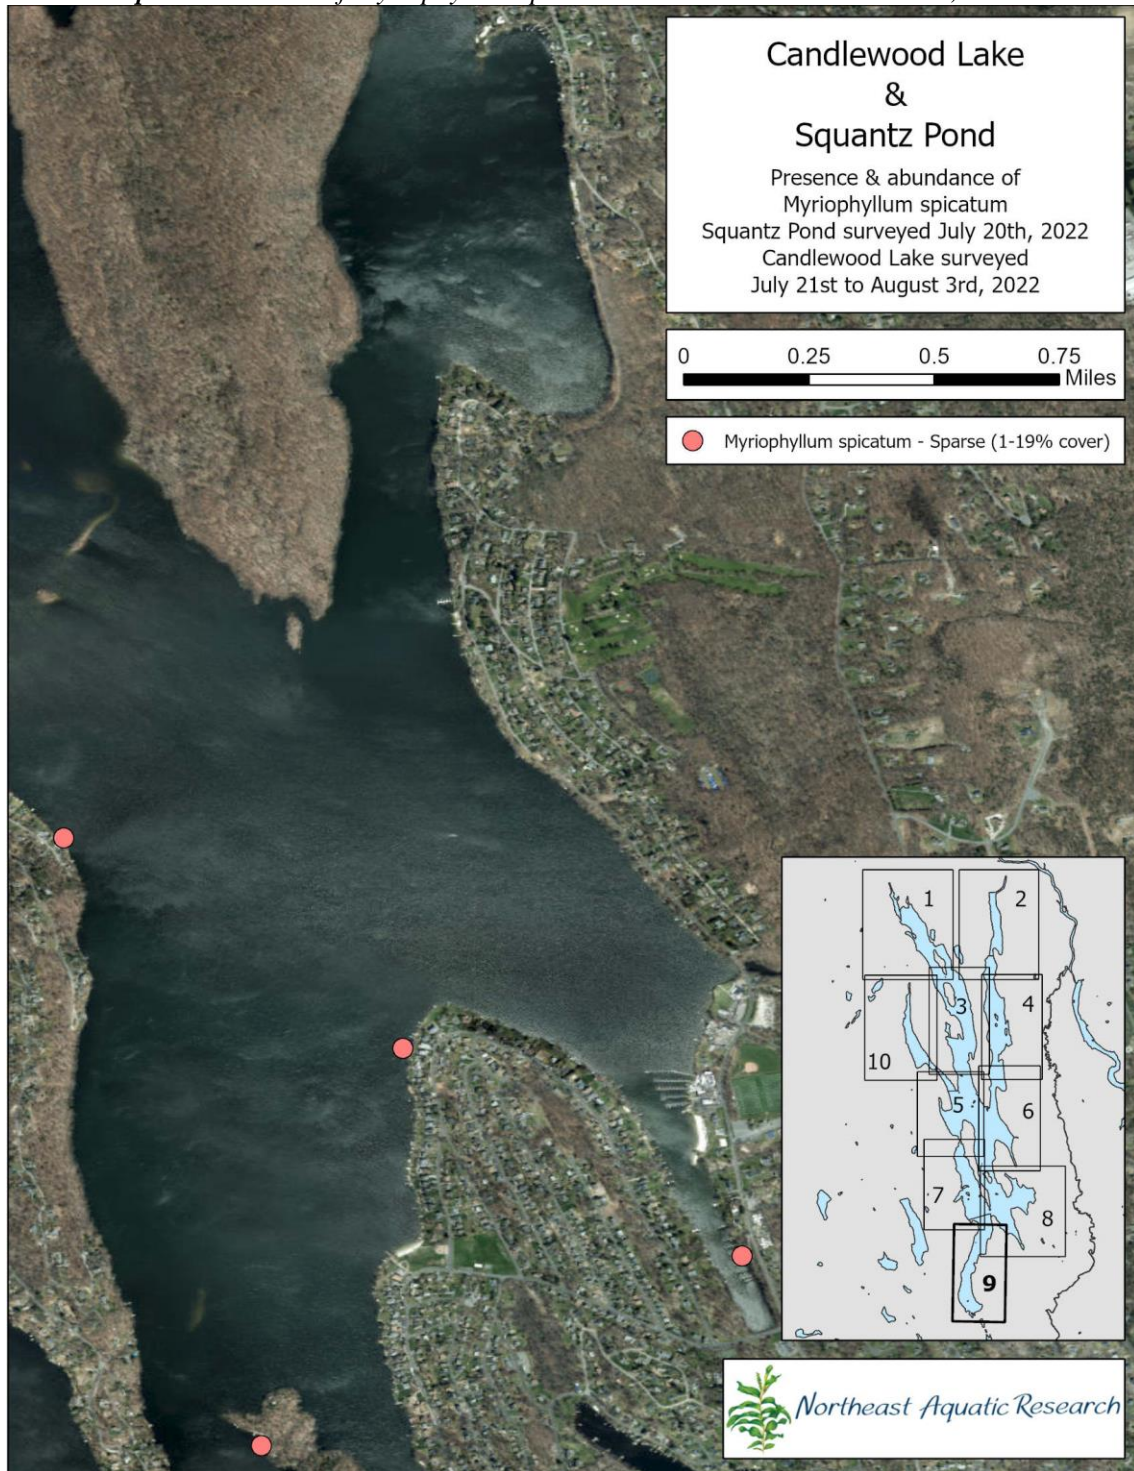 Candlewood Lake
&
Squantz Pond
Presence & abundance of
Myriophyllum spicatum
Squantz Pond surveyed July 20th, 2022
Candlewood Lake surveyed
July 21st to August 3rd, 2022
0 0.25 0.5 0.75
Miles
Myriophyllum spicatum - Sparse (1-19% cover)
1 2
3 4
10
5 6
7 8
9
Northeast Aquatic Research